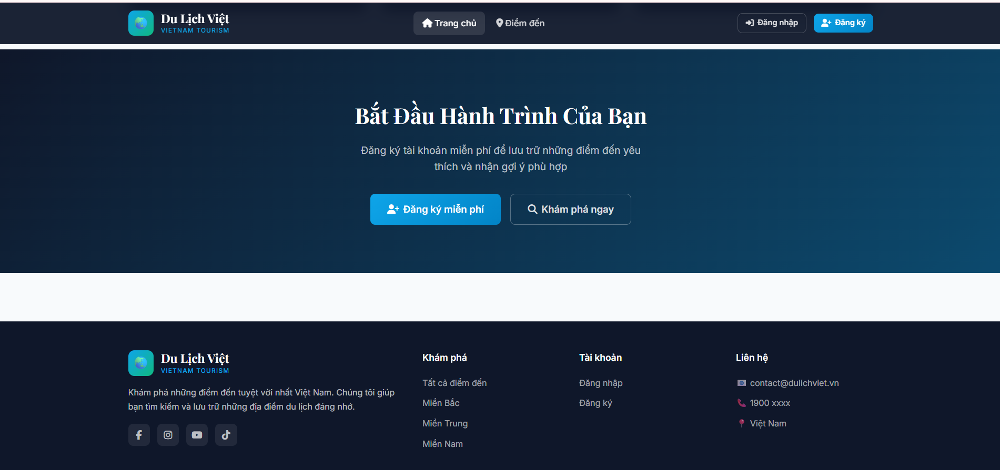 Du Lịch Việt
VIETNAM TOURISM
Trang chủ
Điểm đến
Đăng nhập
Đăng ký
Bắt Đầu Hành Trình Của Bạn
Đăng ký tài khoản miễn phí để lưu trữ những điểm đến yêu
thích và nhận gợi ý phù hợp
Đăng ký miễn phí
Khám phá ngay
Du Lịch Việt
VIETNAM TOURISM
Khám phá những điểm đến tuyệt vời nhất Việt Nam. Chúng tôi giúp
bạn tìm kiếm và lưu trữ những địa điểm du lịch đáng nhớ.
Khám phá
Tất cả điểm đến
Miền Bắc
Miền Trung
Miền Nam
Tài khoản
Đăng nhập
Đăng ký
Liên hệ
contact@dulichviet.vn
1900 xxxx
Việt Nam